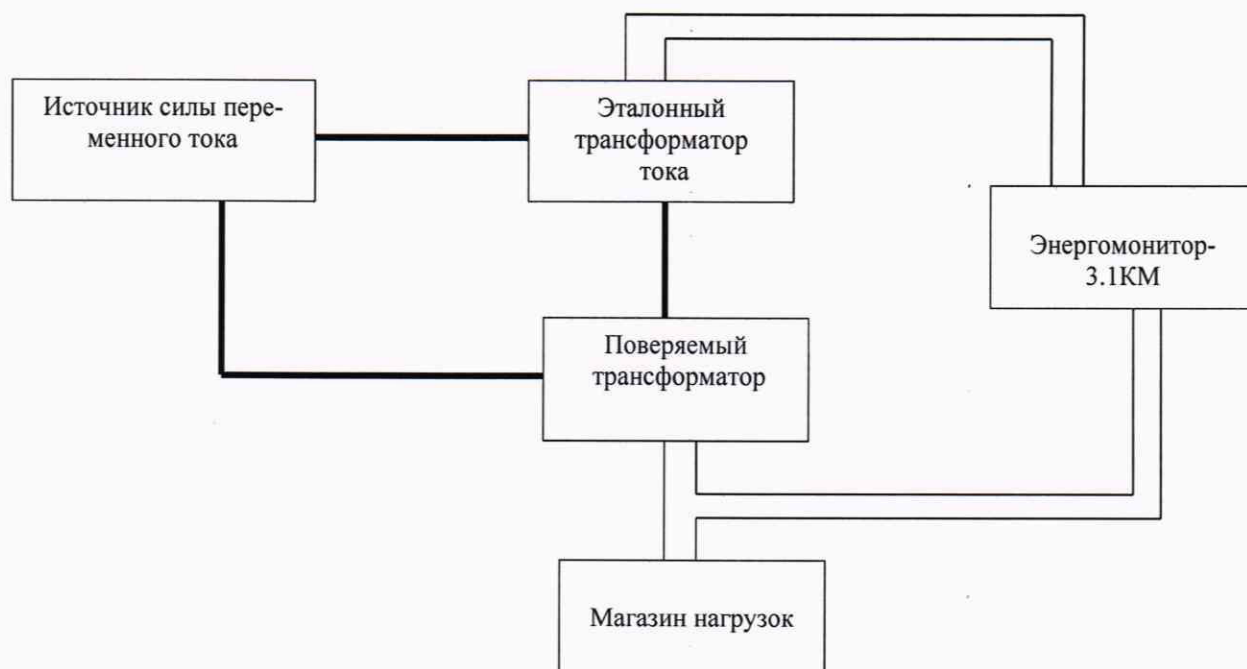 Источник силы пере-
менного тока
Эталонный
трансформатор
тока
Энергомонитор-
3.1КМ
Поверяемый
трансформатор
Магазин нагрузок